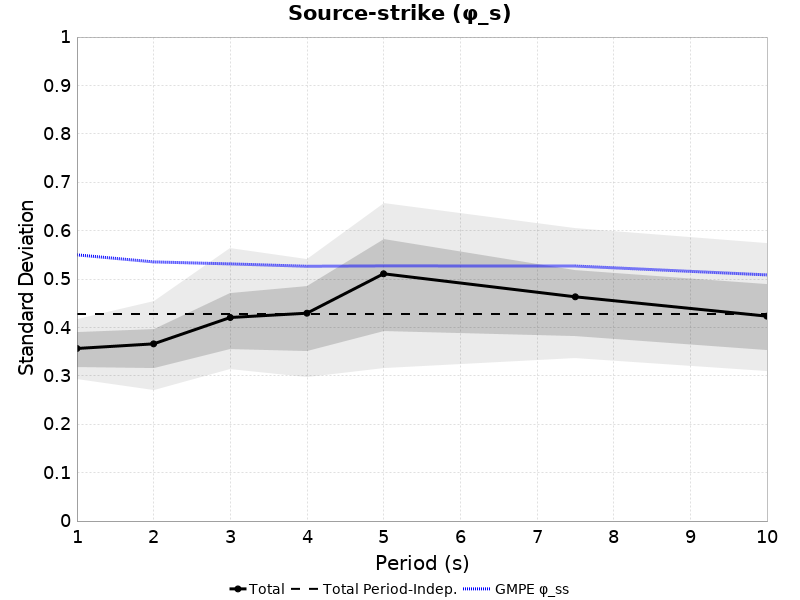 Source-strike (φ_s)
1
0.9
0.8
0.7
0.6
0.5
0.4
0.3
0.2
0.1
0
Standard Deviation
1 2 3 4 5 6 7 8 9 10
Period (s)
Total Total Period-Indep. GMPE φ_ss